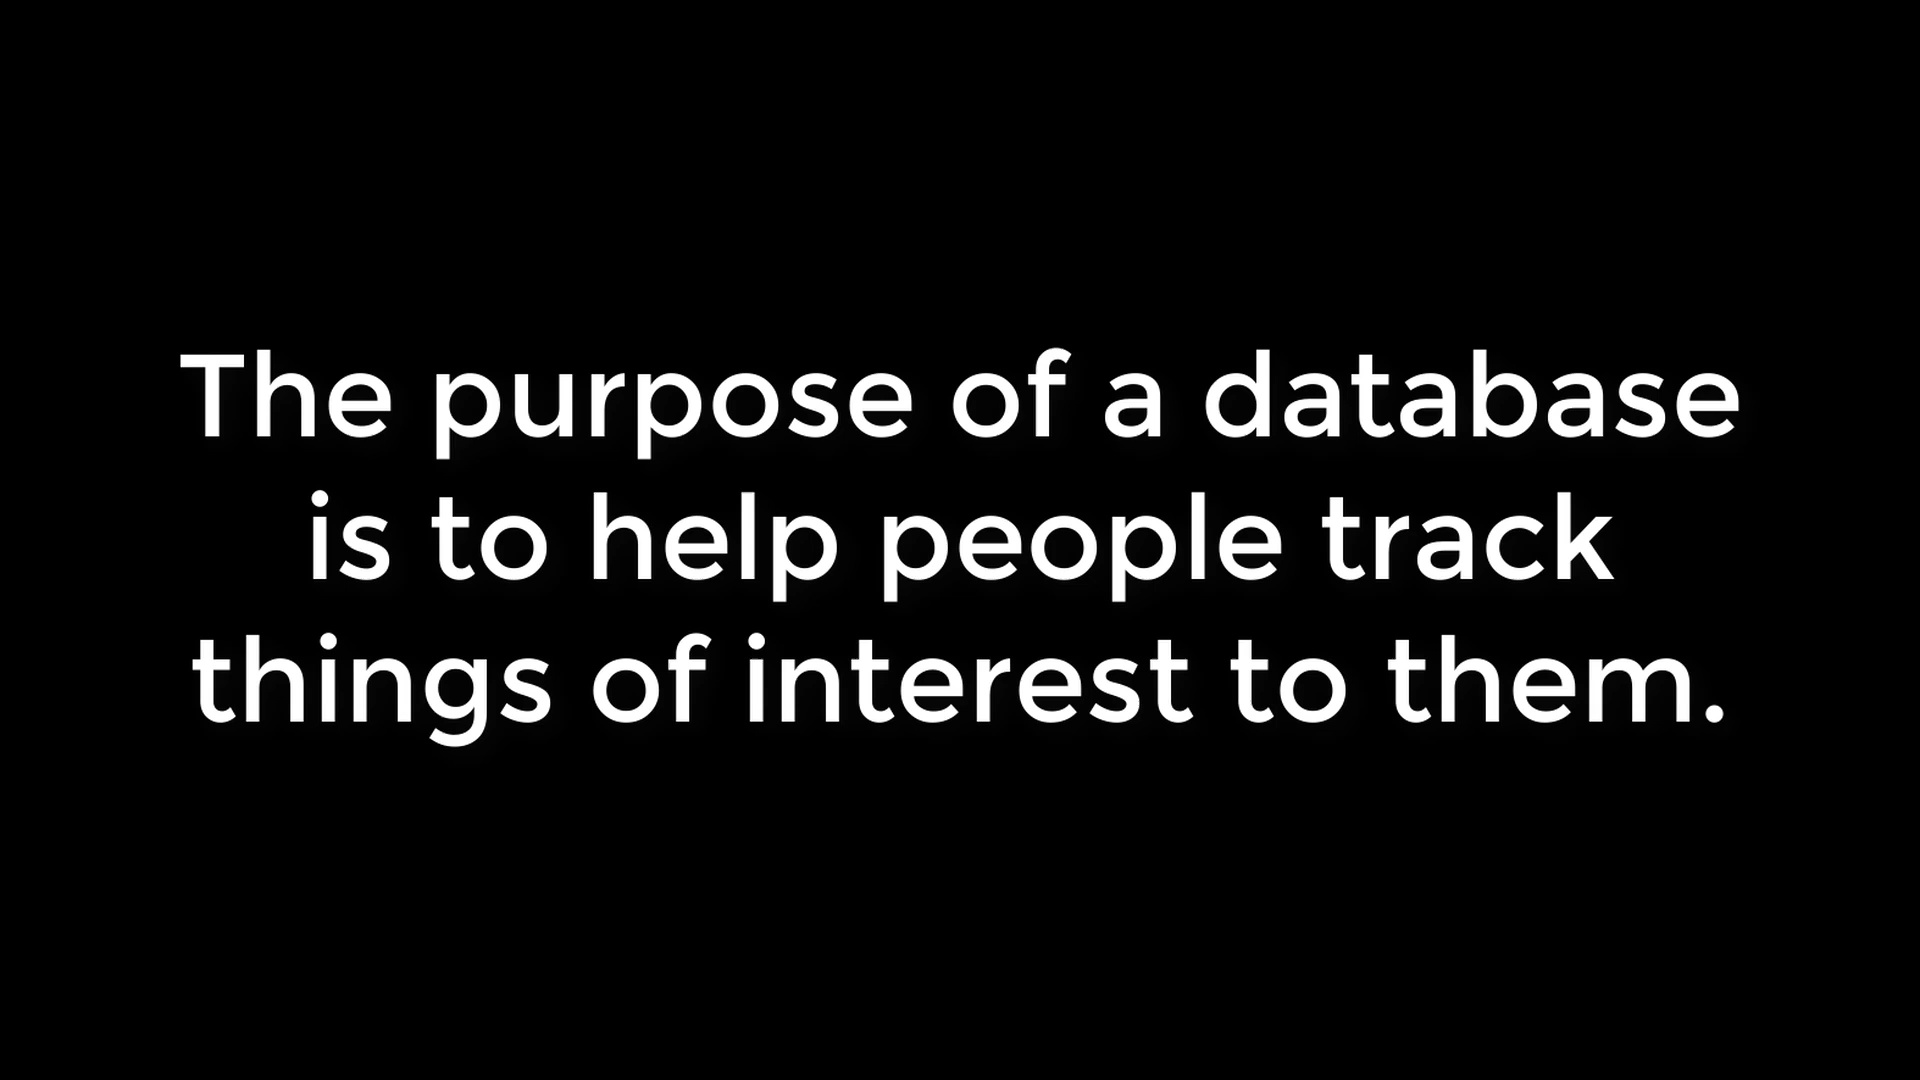 The purpose of a database
is to help people track
things of interest to them.